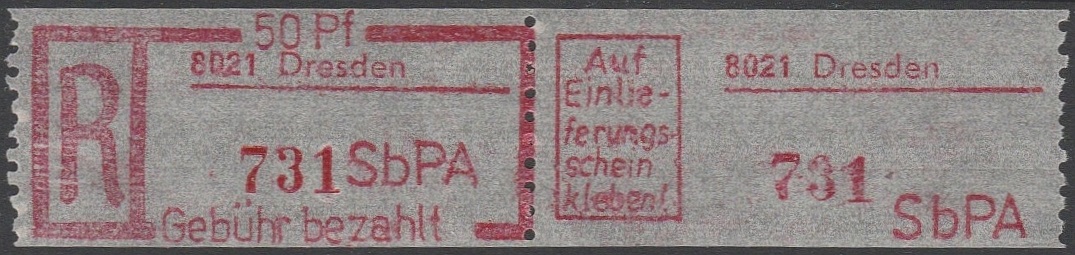 50 Pf
R
8021 Dresden
731 SbPA
Gebühr bezahlt
Auf
Einlie-
ferungs-
schein
kleben!
8021 Dresden
731
SbPA